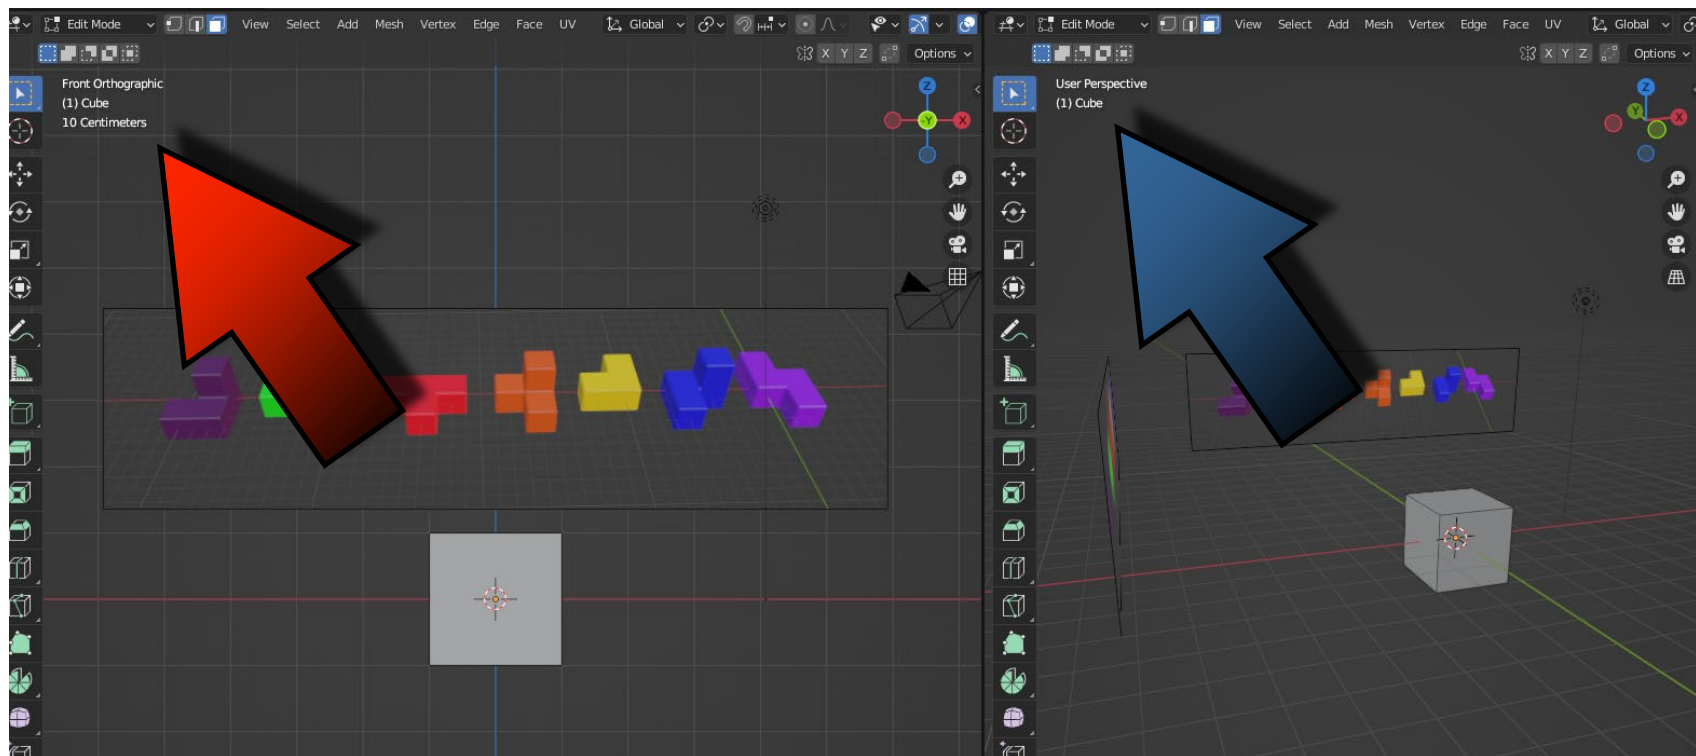 Edit Mode View Select Add Mesh Vertex Edge Face UV Global
X Y Z Options
Front Orthographic
(1) Cube
10 Centimeters
Z
-Y X
Edit Mode View Select Add Mesh Vertex Edge Face UV Global
X Y Z Options
User Perspective
(1) Cube
Z
Y X